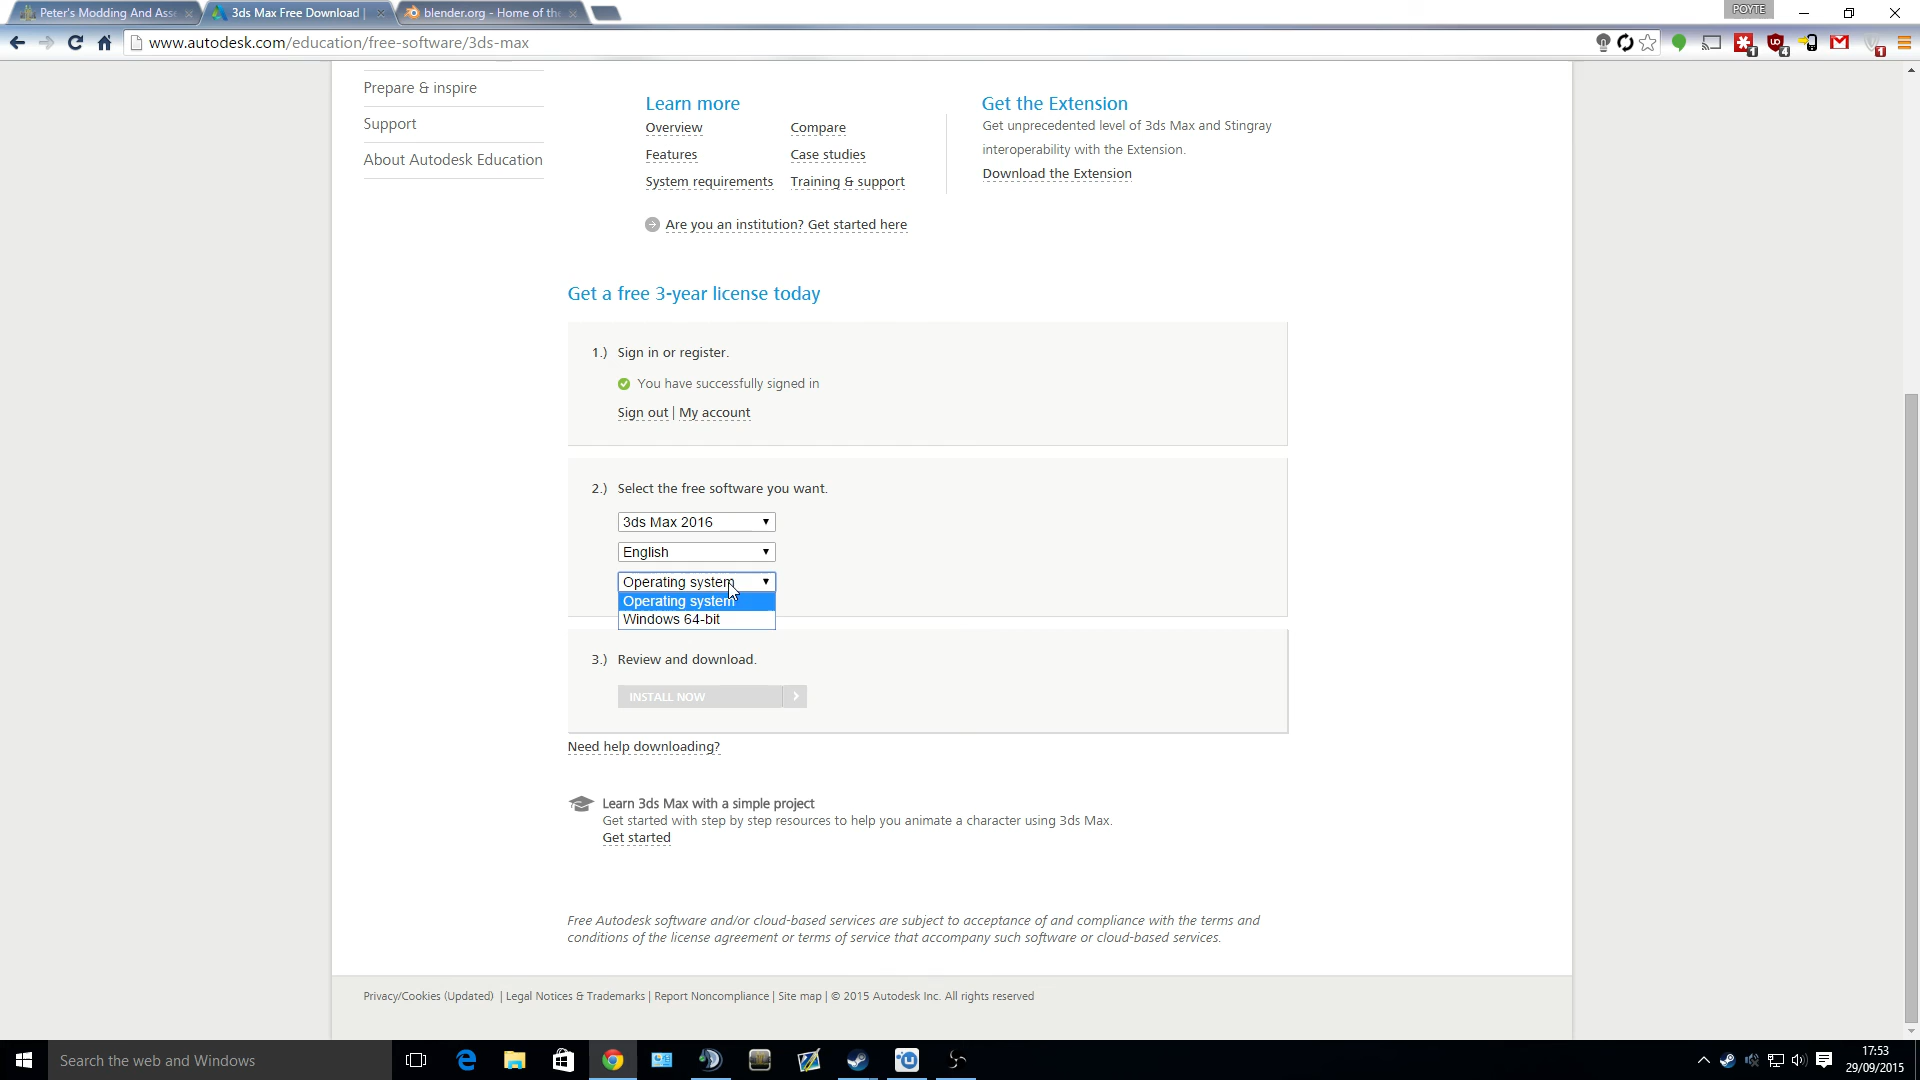 Peter's Modding And Ass
3ds Max Free Download |
blender.org - Home of the
POYTE
www.autodesk.com/education/free-software/3ds-max
1
4
1
Prepare & inspire
Support
About Autodesk Education
Learn more
Overview
Compare
Features
Case studies
System requirements
Training & support
Get the Extension
Get unprecedented level of 3ds Max and Stingray
interoperability with the Extension.
Download the Extension
Are you an institution? Get started here
Get a free 3-year license today
1.) Sign in or register.
You have successfully signed in
Sign out | My account
2.) Select the free software you want.
3ds Max 2016
English
Operating system
Operating system
Windows 64-bit
3.) Review and download.
INSTALL NOW
Need help downloading?
Learn 3ds Max with a simple project
Get started with step by step resources to help you animate a character using 3ds Max.
Get started
Free Autodesk software and/or cloud-based services are subject to acceptance of and compliance with the terms and
conditions of the license agreement or terms of service that accompany such software or cloud-based services.
Privacy/Cookies (Updated) | Legal Notices & Trademarks | Report Noncompliance | Site map | © 2015 Autodesk Inc. All rights reserved
Search the web and Windows
17:53
29/09/2015